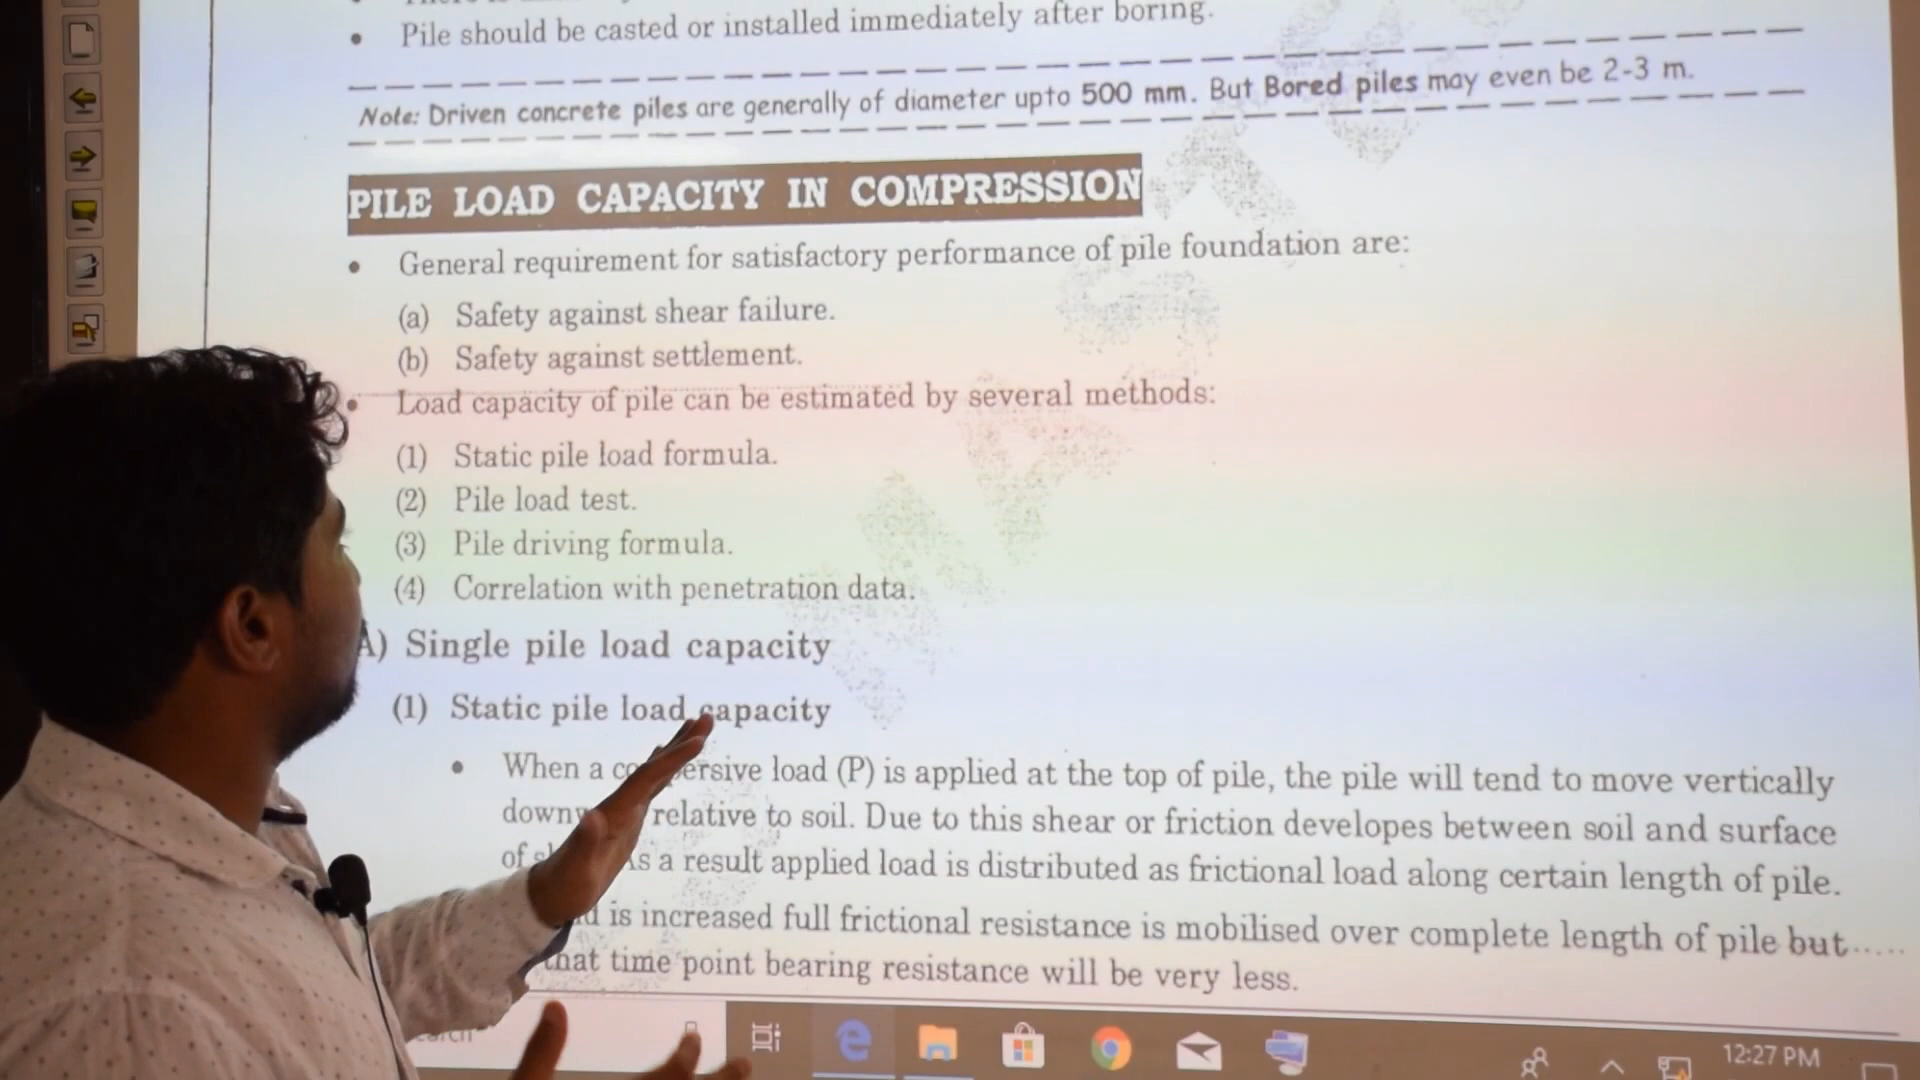 • Pile should be casted or installed immediately after boring.
Note: Driven concrete piles are generally of diameter upto 500 mm. But Bored piles may even be 2-3 m.
PILE LOAD CAPACITY IN COMPRESSION
• General requirement for satisfactory performance of pile foundation are:
(a) Safety against shear failure.
(b) Safety against settlement.
• Load capacity of pile can be estimated by several methods:
(1) Static pile load formula.
(2) Pile load test.
(3) Pile driving formula.
(4) Correlation with penetration data.
A) Single pile load capacity
(1) Static pile load capacity
• When a load (P) is applied at the top of pile, the pile will tend to move vertically
relative to soil. Due to this shear or friction developes between soil and surface
of a result applied load is distributed as frictional load along certain length of pile.
is increased full frictional resistance is mobilised over complete length of pile but.....
that time point bearing resistance will be very less.
12:27 PM